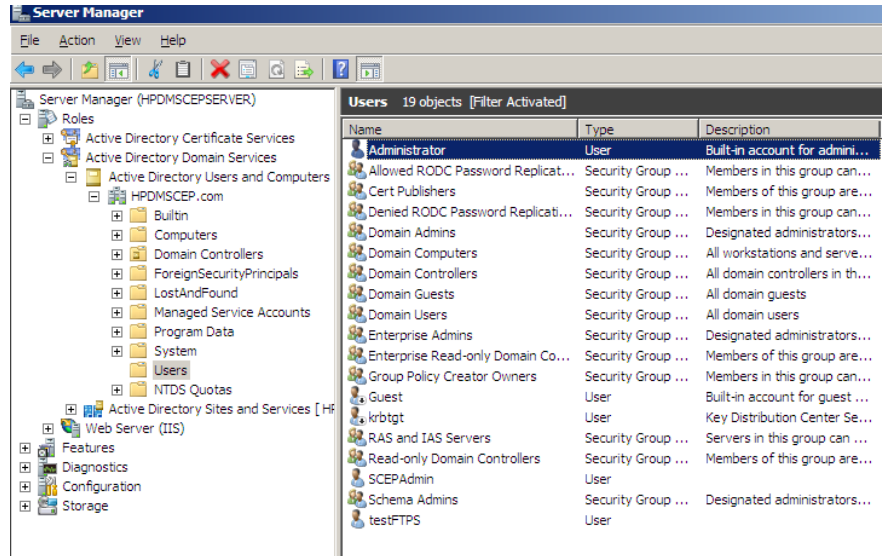 Server Manager
File Action View Help
Server Manager (HPDMSCEPSERVER)
Roles
Active Directory Certificate Services
Active Directory Domain Services
Active Directory Users and Computers
HPDMSCEP.com
Builtin
Computers
Domain Controllers
ForeignSecurityPrincipals
LostAndFound
Managed Service Accounts
Program Data
System
Users
NTDS Quotas
Active Directory Sites and Services [ HF
Web Server (IIS)
Features
Diagnostics
Configuration
Storage
Users 19 objects [Filter Activated]
Name Type Description
Administrator User Built-in account for admini...
Allowed RODC Password Replicat... Security Group ... Members in this group can...
Cert Publishers Security Group ... Members of this group are...
Denied RODC Password Replicati... Security Group ... Members in this group can...
Domain Admins Security Group ... Designated administrators...
Domain Computers Security Group ... All workstations and serve...
Domain Controllers Security Group ... All domain controllers in th...
Domain Guests Security Group ... All domain guests
Domain Users Security Group ... All domain users
Enterprise Admins Security Group ... Designated administrators...
Enterprise Read-only Domain Co... Security Group ... Members of this group are...
Group Policy Creator Owners Security Group ... Members in this group can...
Guest User Built-in account for guest ...
krbtgt User Key Distribution Center Se...
RAS and IAS Servers Security Group ... Servers in this group can ...
Read-only Domain Controllers Security Group ... Members of this group are...
SCEPAdmin User
Schema Admins Security Group ... Designated administrators...
testFTPS User